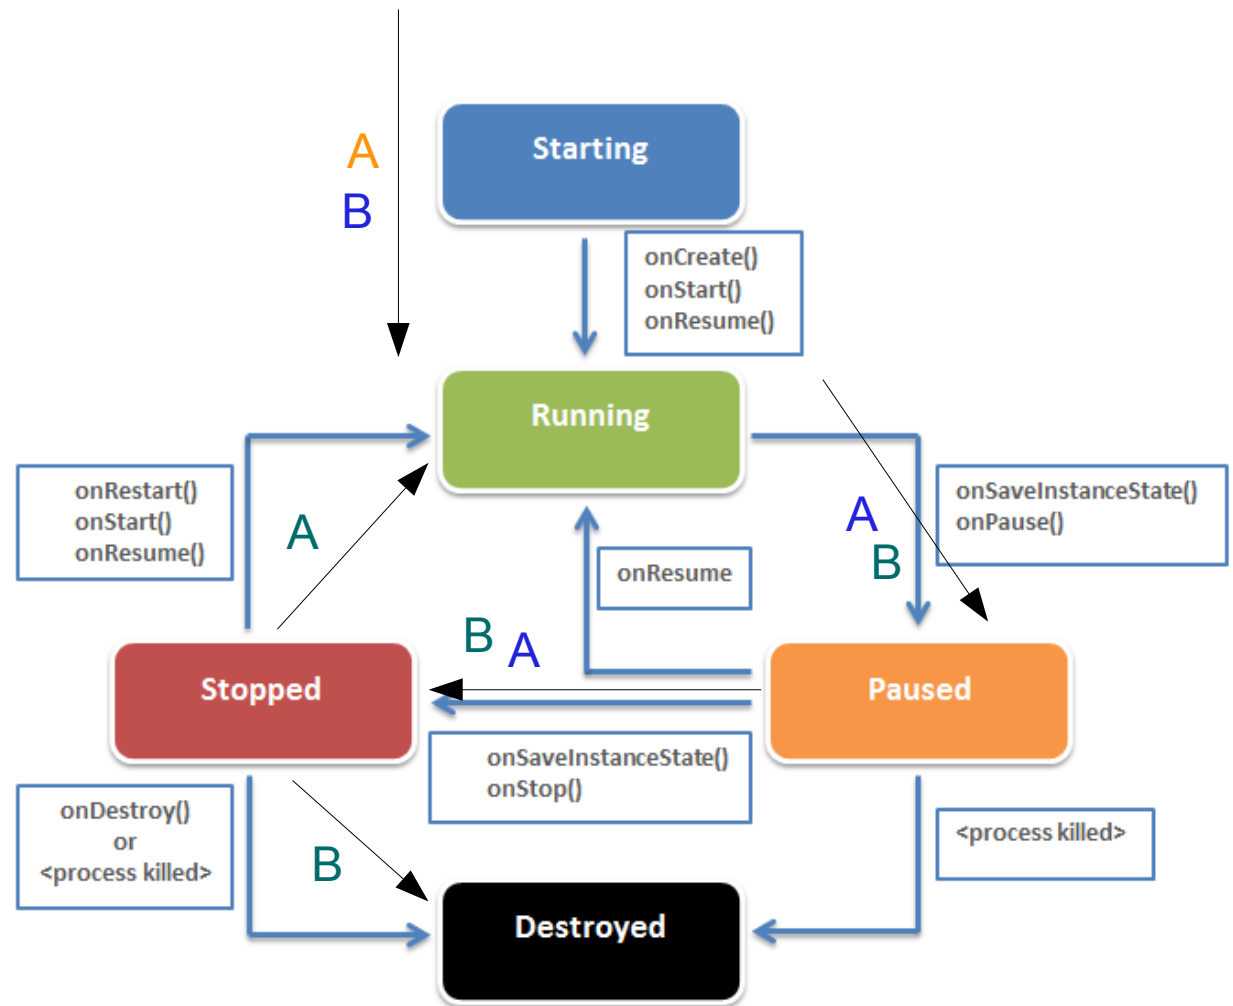 Starting
A
B
onCreate()
onStart()
onResume()
Running
onRestart()
onStart()
onResume()
A
onSaveInstanceState()
onPause()
A
B
onResume
B
A
Stopped
Paused
onSaveInstanceState()
onStop()
onDestroy()
or
<process killed>
B
<process killed>
Destroyed